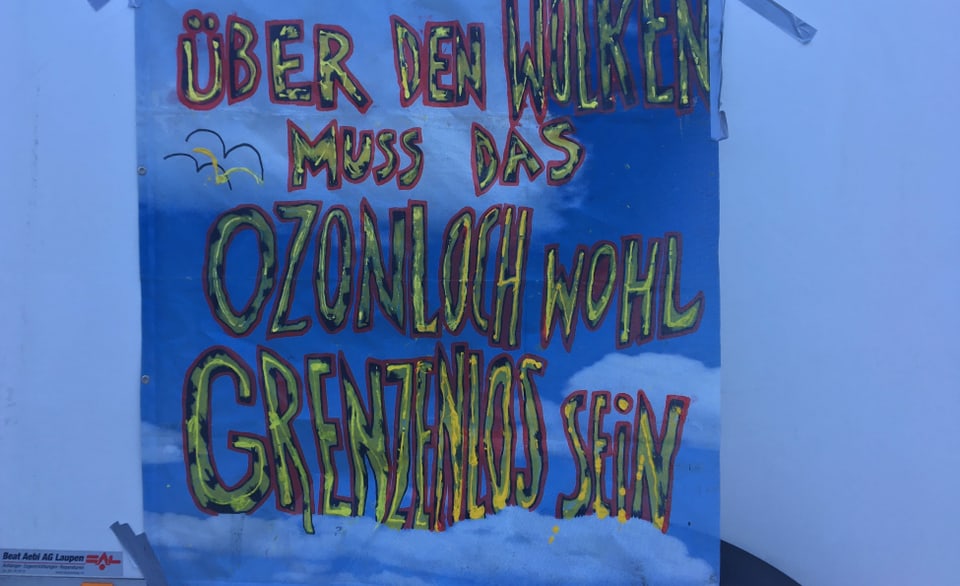 ÜBER DEN WOLKEN
MUSS DAS
OZONLOCH WOHL
GRENZENLOS SEiN
Beat Aebi AG Laupen